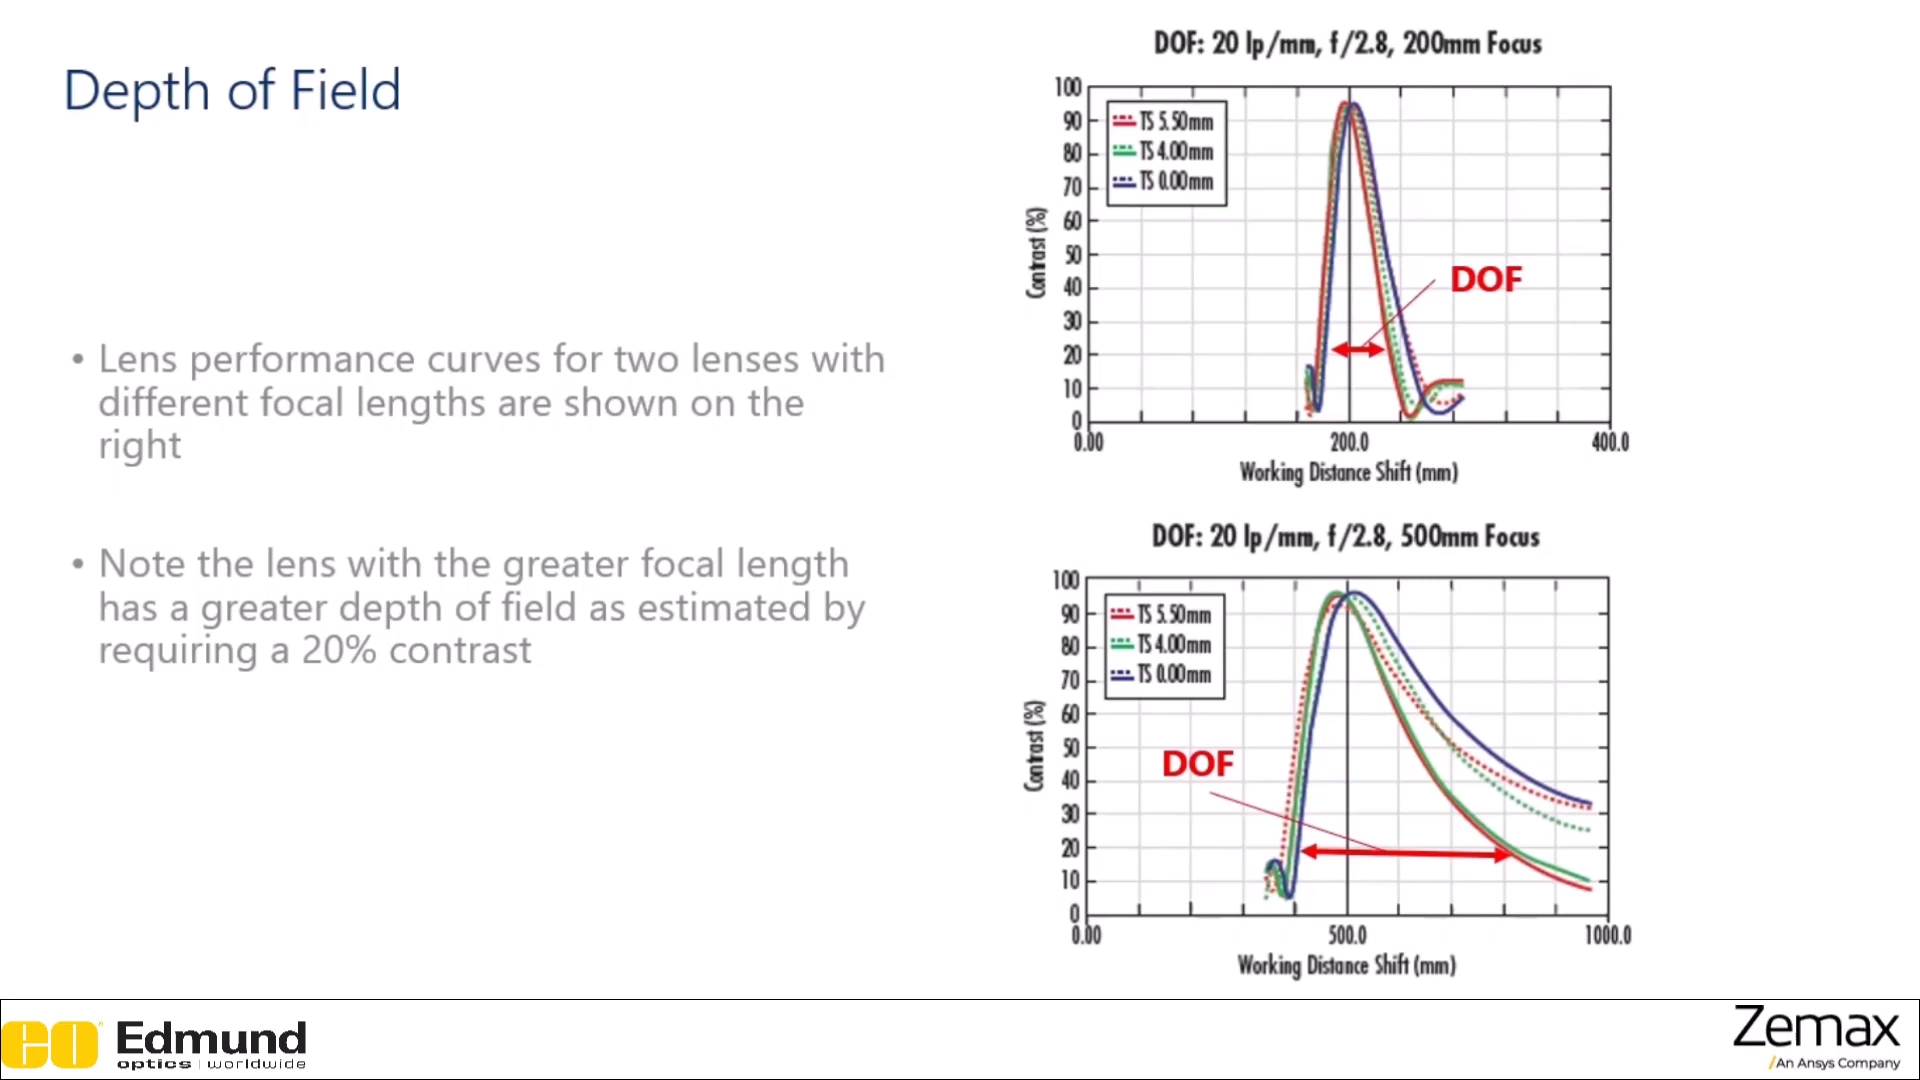 Depth of Field
• Lens performance curves for two lenses with
different focal lengths are shown on the
right
• Note the lens with the greater focal length
has a greater depth of field as estimated by
requiring a 20% contrast
DOF: 20 lp/mm, f/2.8, 200mm Focus
100
90
80
70
60
50
40
30
20
10
0
Contrast (%)
TS 5.50mm
TS 4.00mm
TS 0.00mm
DOF
0.00 200.0 400.0
Working Distance Shift (mm)
DOF: 20 lp/mm, f/2.8, 500mm Focus
100
90
80
70
60
50
40
30
20
10
0
Contrast (%)
TS 5.50mm
TS 4.00mm
TS 0.00mm
DOF
0.00 500.0 1000.0
Working Distance Shift (mm)
EO Edmund
optics | worldwide
Zemax
/An Ansys Company